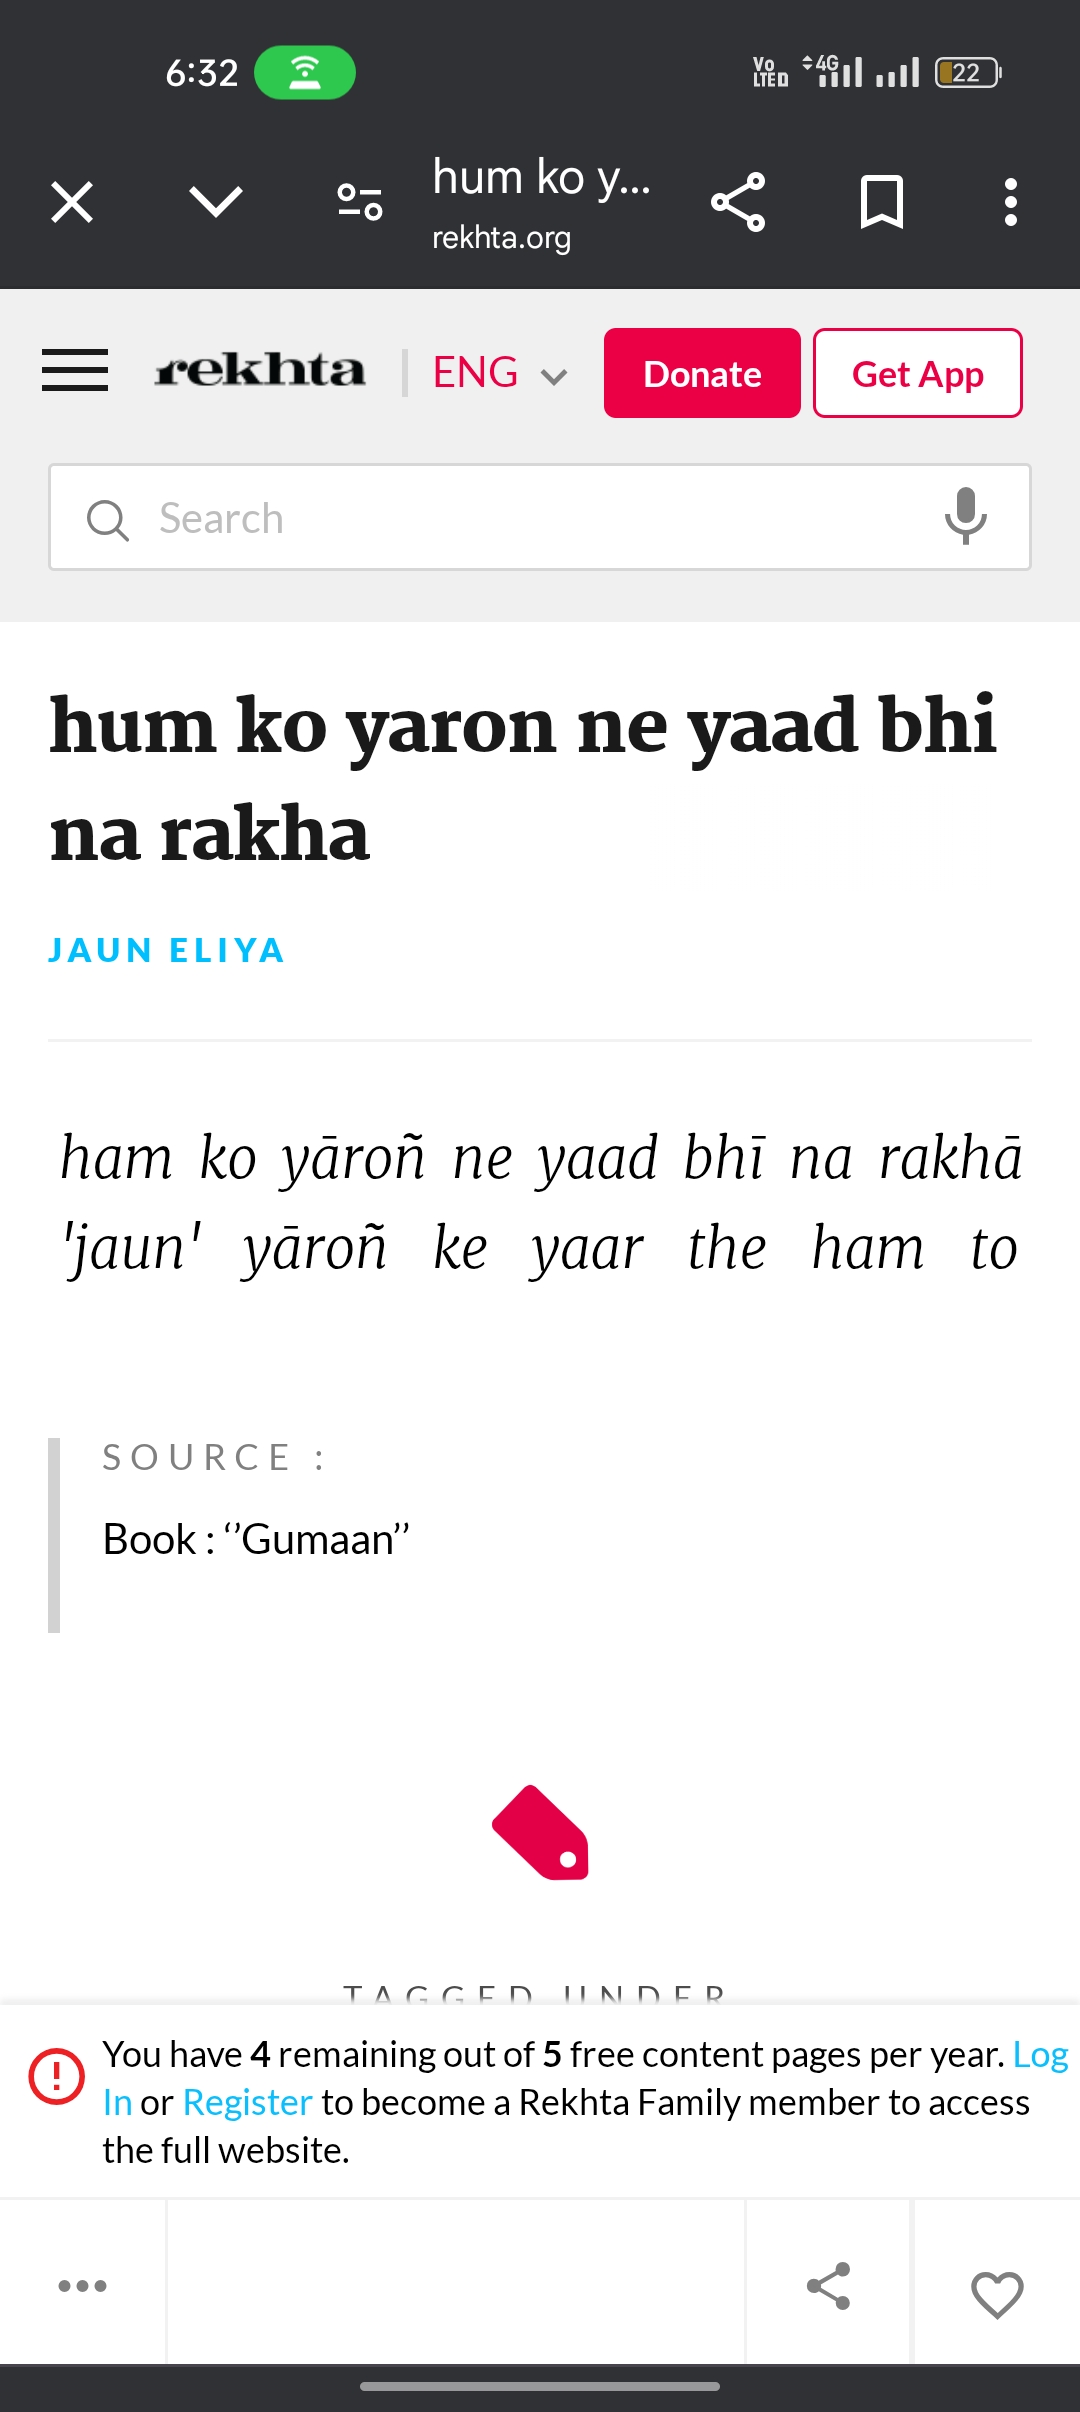 6:32
Vo LTED 4G 22
hum ko y...
rekhta.org
rekhta ENG Donate Get App
Search
hum ko yaron ne yaad bhi
na rakha
JAUN ELIYA
ham ko yāroñ ne yaad bhī na rakhā
'jaun' yāroñ ke yaar the ham to
SOURCE :
Book : ‘’Gumaan’’
TAGGED UNDER
You have 4 remaining out of 5 free content pages per year. Log
In or Register to become a Rekhta Family member to access
the full website.